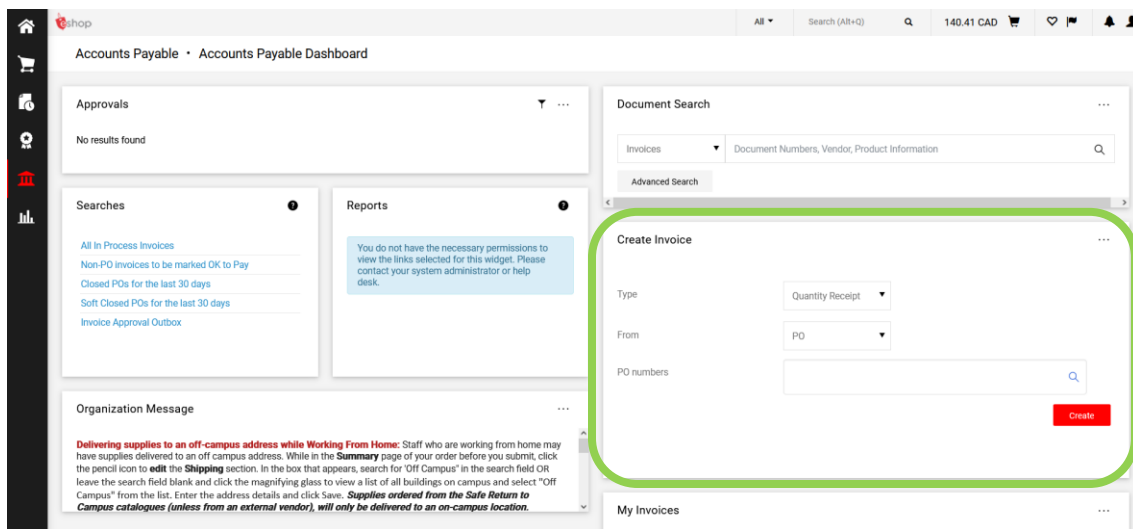 eshop
All
Search (Alt+Q)
140.41 CAD
Accounts Payable • Accounts Payable Dashboard
Approvals
No results found
Searches
All In Process Invoices
Non-PO invoices to be marked OK to Pay
Closed POs for the last 30 days
Soft Closed POs for the last 30 days
Invoice Approval Outbox
Reports
You do not have the necessary permissions to
view the links selected for this widget. Please
contact your system administrator or help
desk.
Organization Message
Delivering supplies to an off-campus address while Working From Home: Staff who are working from home may
have supplies delivered to an off campus address. While in the Summary page of your order before you submit, click
the pencil icon to edit the Shipping section. In the box that appears, search for 'Off Campus" in the search field OR
leave the search field blank and click the magnifying glass to view a list of all buildings on campus and select "Off
Campus" from the list. Enter the address details and click Save. Supplies ordered from the Safe Return to
Campus catalogues (unless from an external vendor), will only be delivered to an on-campus location.
Document Search
Invoices
Document Numbers, Vendor, Product Information
Advanced Search
Create Invoice
Type
Quantity Receipt
From
PO
PO numbers
Create
My Invoices